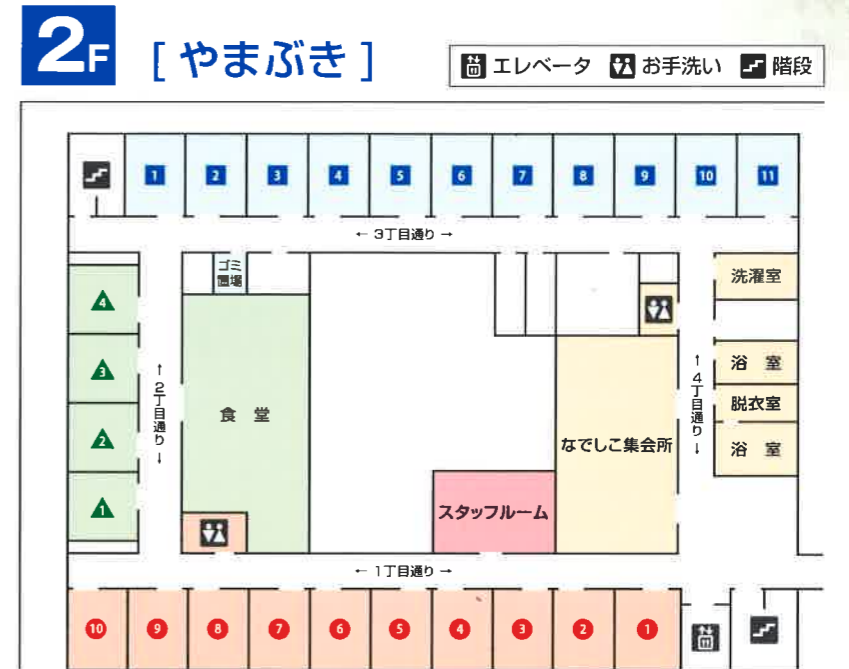 2F [やまぶき]
エレベータ お手洗い 階段
1 2 3 4 5 6 7 8 9 10 11
← 3丁目通り →
ゴミ
置場
洗濯室
4
3
2
1
← 2丁目通り →
食 堂
← 4丁目通り →
浴 室
脱衣室
浴 室
なでしこ集会所
スタッフルーム
← 1丁目通り →
10 9 8 7 6 5 4 3 2 1